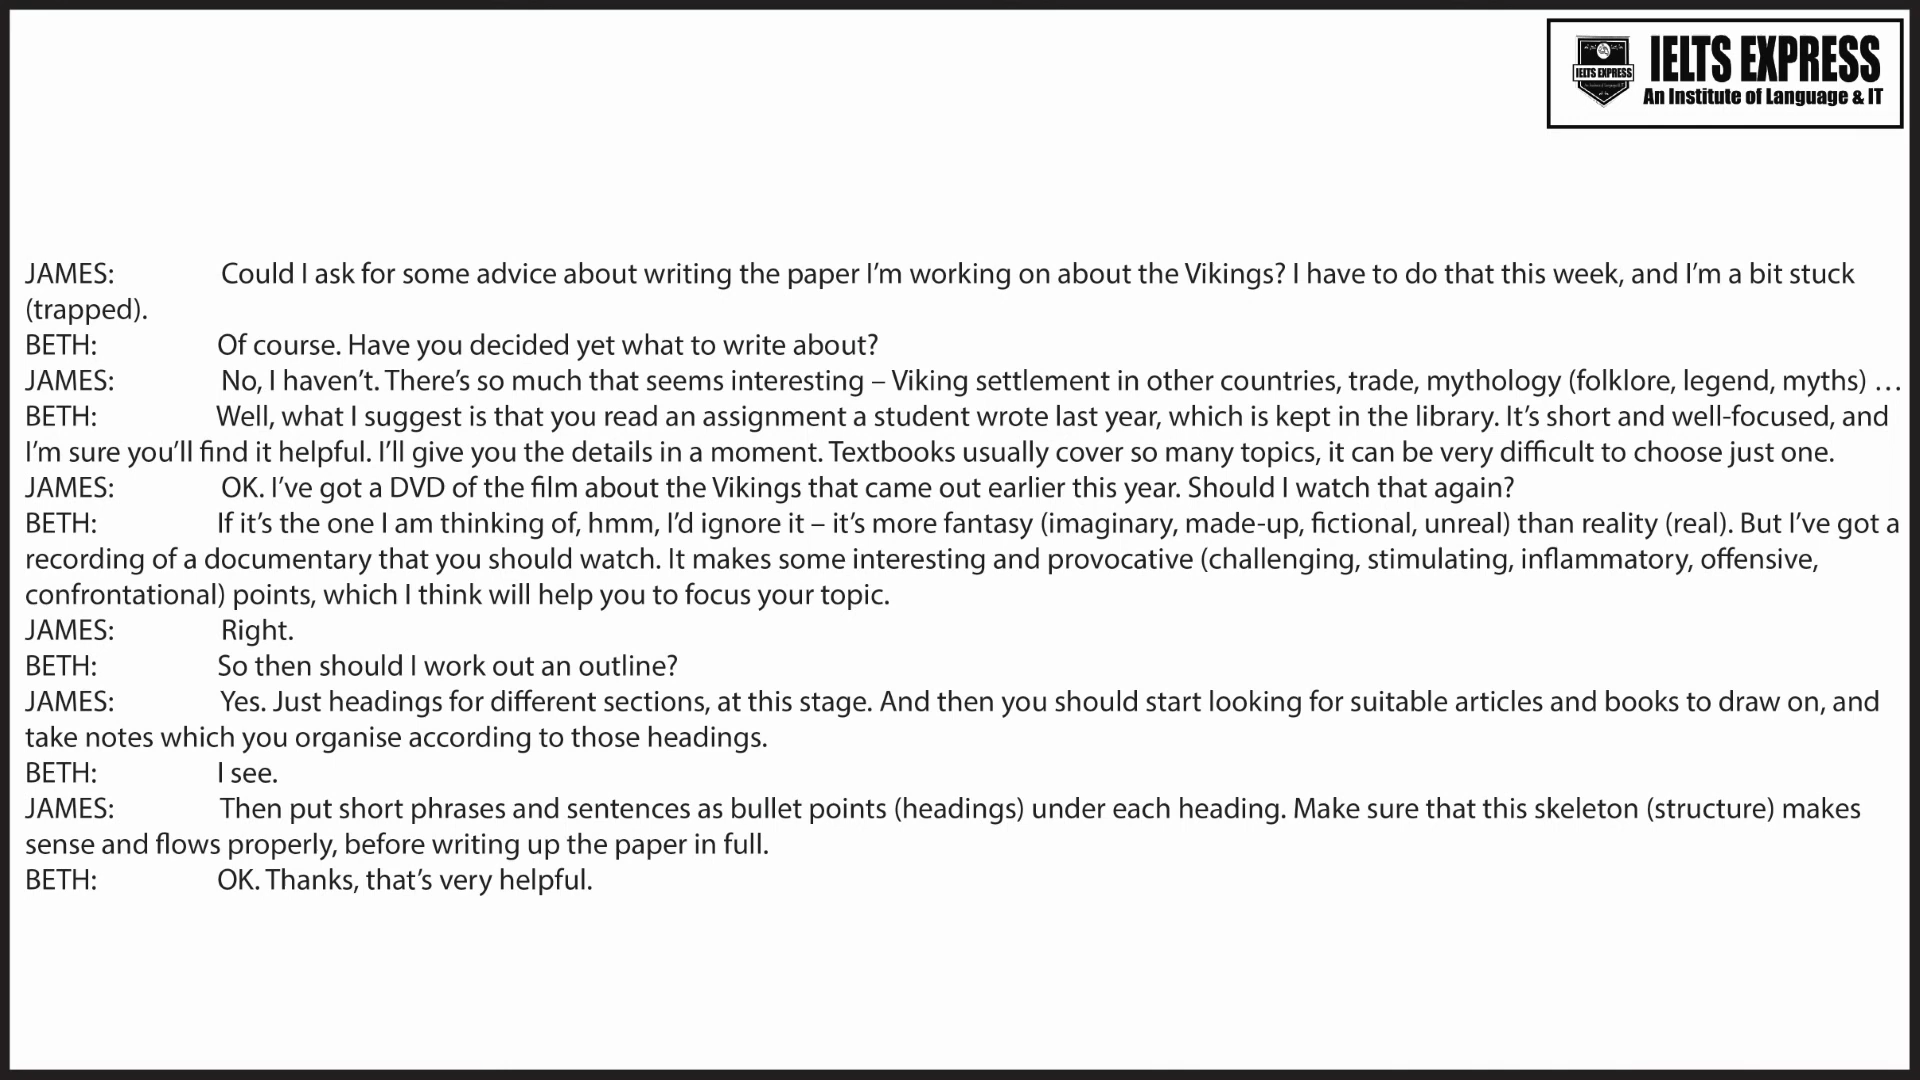 IELTS EXPRESS
IELTS EXPRESS
An Institute of Language & IT
JAMES: Could I ask for some advice about writing the paper I’m working on about the Vikings? I have to do that this week, and I’m a bit stuck
(trapped).
BETH: Of course. Have you decided yet what to write about?
JAMES: No, I haven’t. There’s so much that seems interesting – Viking settlement in other countries, trade, mythology (folklore, legend, myths) …
BETH: Well, what I suggest is that you read an assignment a student wrote last year, which is kept in the library. It’s short and well-focused, and
I’m sure you’ll find it helpful. I’ll give you the details in a moment. Textbooks usually cover so many topics, it can be very difficult to choose just one.
JAMES: OK. I’ve got a DVD of the film about the Vikings that came out earlier this year. Should I watch that again?
BETH: If it’s the one I am thinking of, hmm, I’d ignore it – it’s more fantasy (imaginary, made-up, fictional, unreal) than reality (real). But I’ve got a
recording of a documentary that you should watch. It makes some interesting and provocative (challenging, stimulating, inflammatory, offensive,
confrontational) points, which I think will help you to focus your topic.
JAMES: Right.
BETH: So then should I work out an outline?
JAMES: Yes. Just headings for different sections, at this stage. And then you should start looking for suitable articles and books to draw on, and
take notes which you organise according to those headings.
BETH: I see.
JAMES: Then put short phrases and sentences as bullet points (headings) under each heading. Make sure that this skeleton (structure) makes
sense and flows properly, before writing up the paper in full.
BETH: OK. Thanks, that’s very helpful.